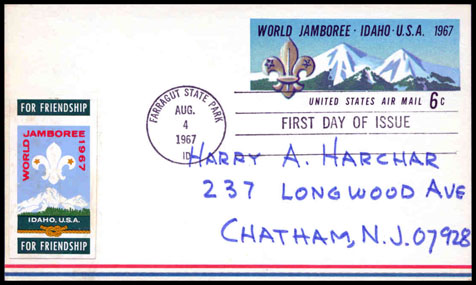 WORLD JAMBOREE · IDAHO · U.S.A. 1967
UNITED STATES AIR MAIL 6c
FARRAGUT STATE PARK
AUG.
4
1967
ID
FIRST DAY OF ISSUE
FOR FRIENDSHIP
WORLD JAMBOREE 1967
IDAHO, U.S.A.
FOR FRIENDSHIP
HARRY A. HARCHAR
237 LONGWOOD AVE
CHATHAM, N.J. 07928